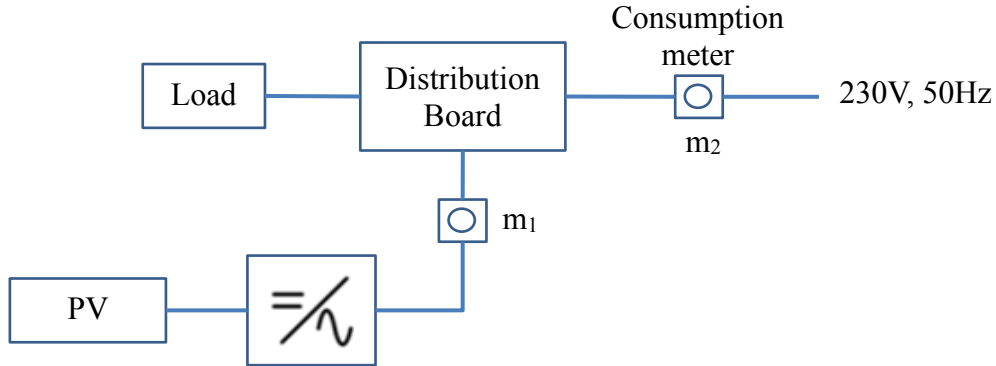 Consumption
meter
Load
Distribution
Board
230V, 50Hz
m₂
m₁
PV